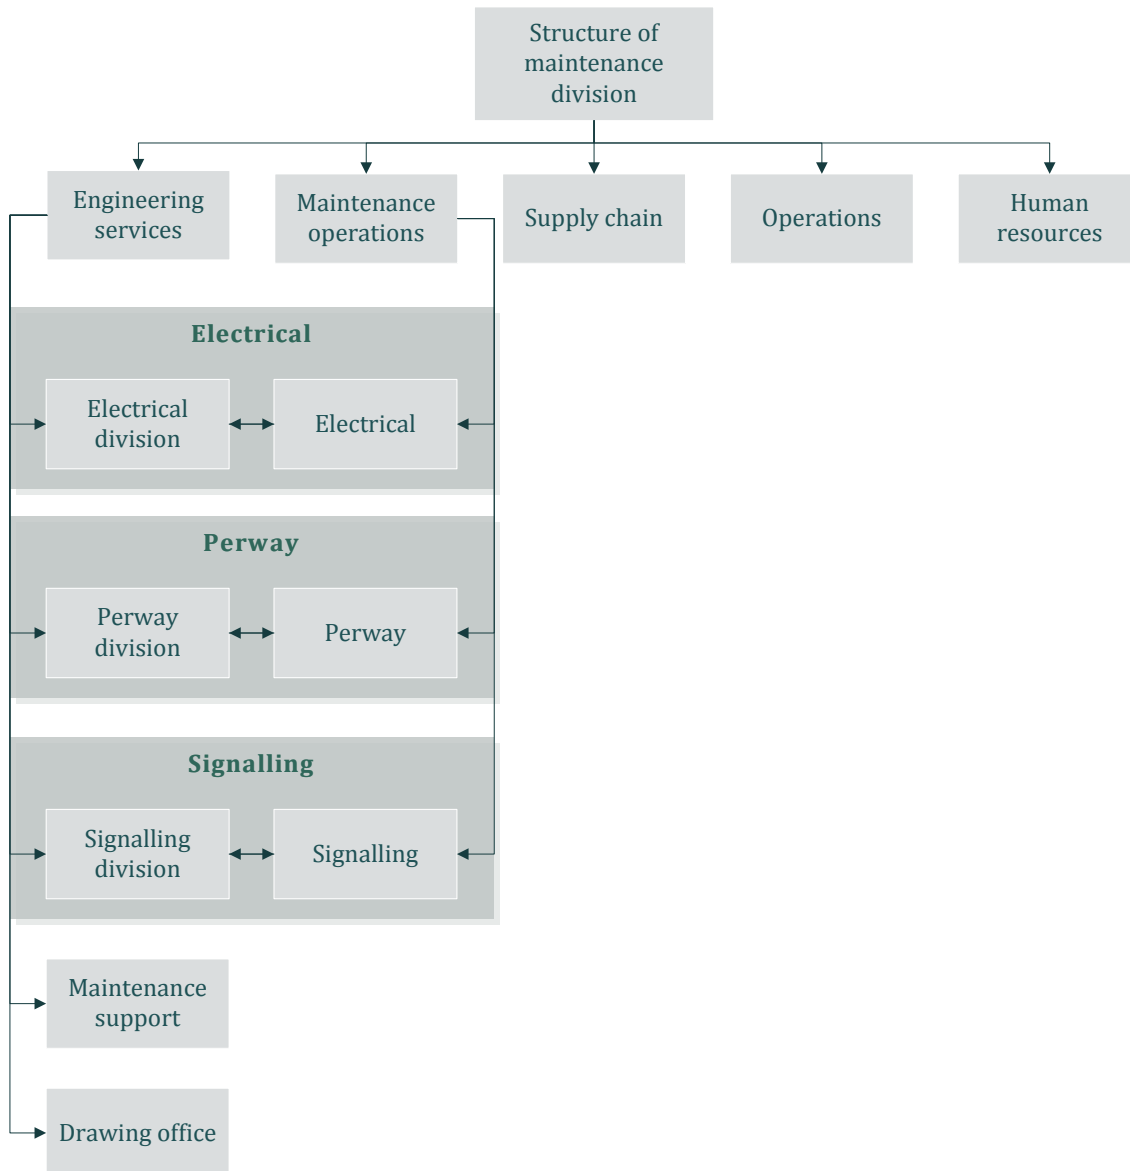 Structure of
maintenance
division
Engineering
services
Maintenance
operations
Supply chain
Operations
Human
resources
Electrical
Electrical
division
Electrical
Perway
Perway
division
Perway
Signalling
Signalling
division
Signalling
Maintenance
support
Drawing office